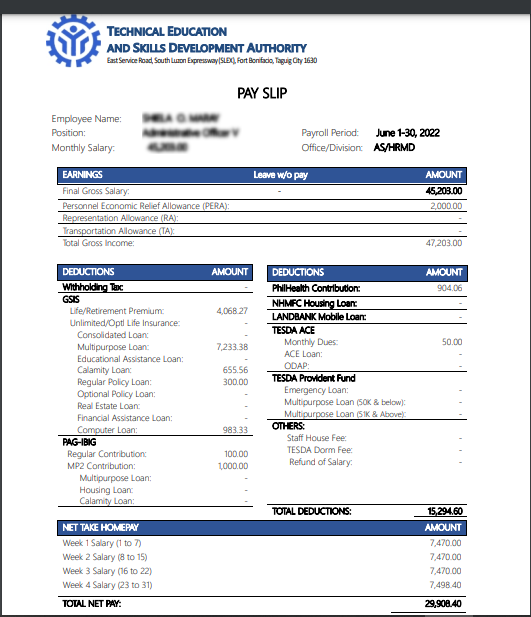 TECHNICAL EDUCATION
AND SKILLS DEVELOPMENT AUTHORITY
East Service Road, South Luzon Expressway (SLEX), Fort Bonifacio, Taguig City 1630
PAY SLIP
Employee Name:
Position: Payroll Period: June 1-30, 2022
Monthly Salary: Office/Division: AS/HRMD
EARNINGS Leave w/o pay AMOUNT
Final Gross Salary: - 45,203.00
Personnel Economic Relief Allowance (PERA): 2,000.00
Representation Allowance (RA): -
Transportation Allowance (TA): -
Total Gross Income: 47,203.00
DEDUCTIONS AMOUNT
Withholding Tax: -
GSIS
Life/Retirement Premium: 4,068.27
Unlimited/Optl Life Insurance: -
Consolidated Loan: -
Multipurpose Loan: 7,233.38
Educational Assistance Loan: -
Calamity Loan: 655.56
Regular Policy Loan: 300.00
Optional Policy Loan: -
Real Estate Loan: -
Financial Assistance Loan: -
Computer Loan: 983.33
PAG-IBIG
Regular Contribution: 100.00
MP2 Contribution: 1,000.00
Multipurpose Loan: -
Housing Loan: -
Calamity Loan: -
DEDUCTIONS AMOUNT
PhilHealth Contribution: 904.06
NHMFC Housing Loan: -
LANDBANK Mobile Loan: -
TESDA ACE
Monthly Dues: 50.00
ACE Loan: -
ODAP: -
TESDA Provident Fund
Emergency Loan: -
Multipurpose Loan (50K & below): -
Multipurpose Loan (51K & Above): -
OTHERS:
Staff House Fee: -
TESDA Dorm Fee: -
Refund of Salary: -
TOTAL DEDUCTIONS: 15,294.60
NET TAKE HOMEPAY AMOUNT
Week 1 Salary (1 to 7) 7,470.00
Week 2 Salary (8 to 15) 7,470.00
Week 3 Salary (16 to 22) 7,470.00
Week 4 Salary (23 to 31) 7,498.40
TOTAL NET PAY: 29,908.40